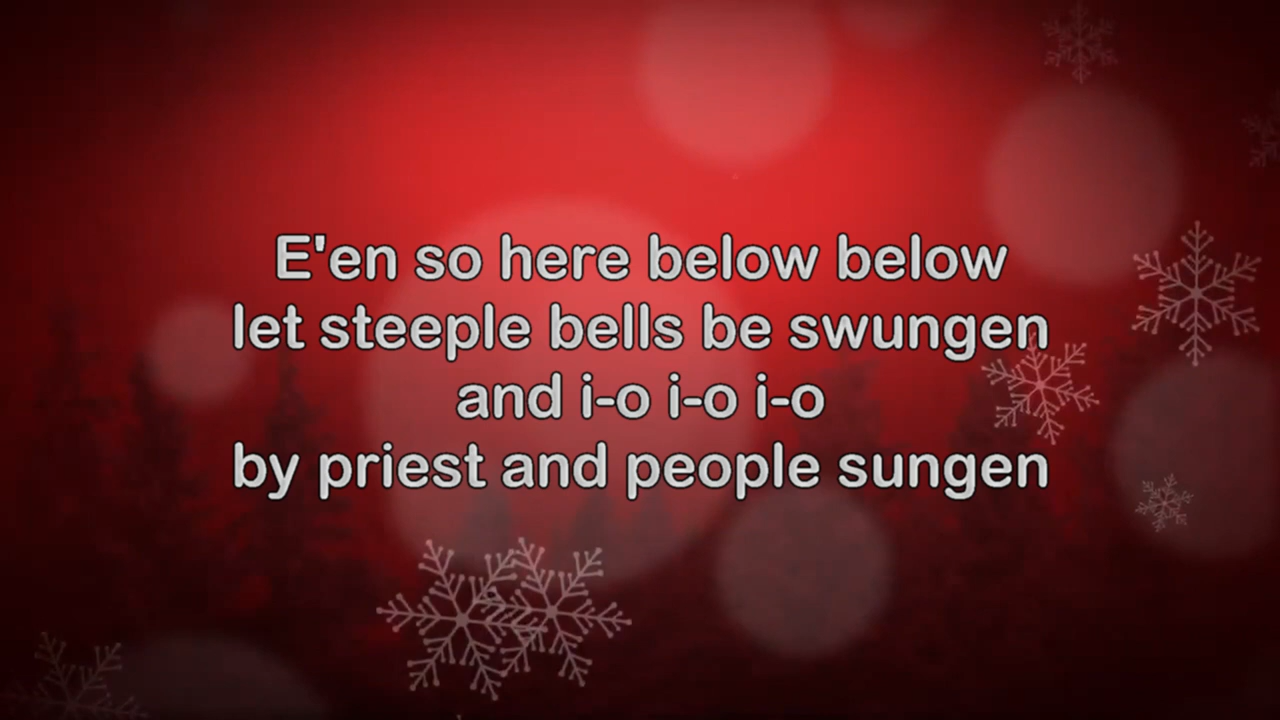 E'en so here below below
let steeple bells be swungen
and i-o i-o i-o
by priest and people sungen